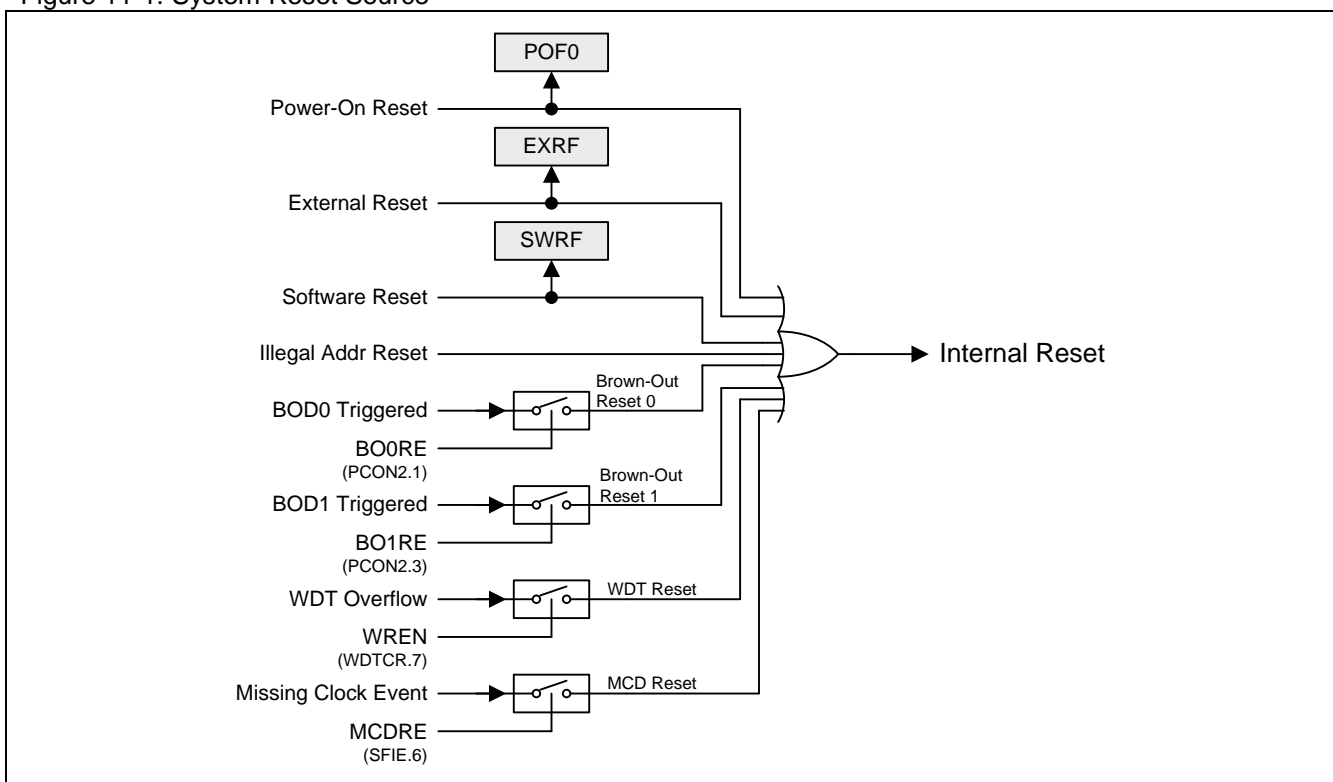 Figure 11-1. System Reset Source
POF0
Power-On Reset
EXRF
External Reset
SWRF
Software Reset
Illegal Addr Reset
Internal Reset
Brown-Out
Reset 0
BOD0 Triggered
BO0RE
(PCON2.1)
Brown-Out
Reset 1
BOD1 Triggered
BO1RE
(PCON2.3)
WDT Overflow
WDT Reset
WREN
(WDTCR.7)
Missing Clock Event
MCD Reset
MCDRE
(SFIE.6)